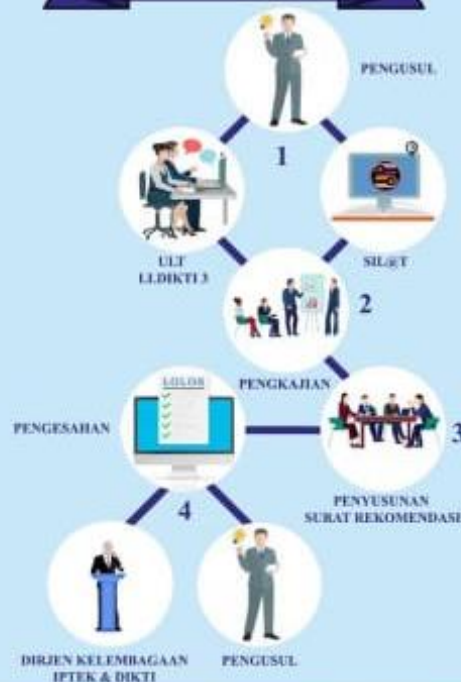 PENGUSUL
1
ULT
LLDIKTI 3
SIL@T
2
PENGKAJIAN
LOLOS
PENGESAHAN
3
PENYUSUNAN
SURAT REKOMENDASI
4
DIRJEN KELEMBAGAAN
IPTEK & DIKTI
PENGUSUL